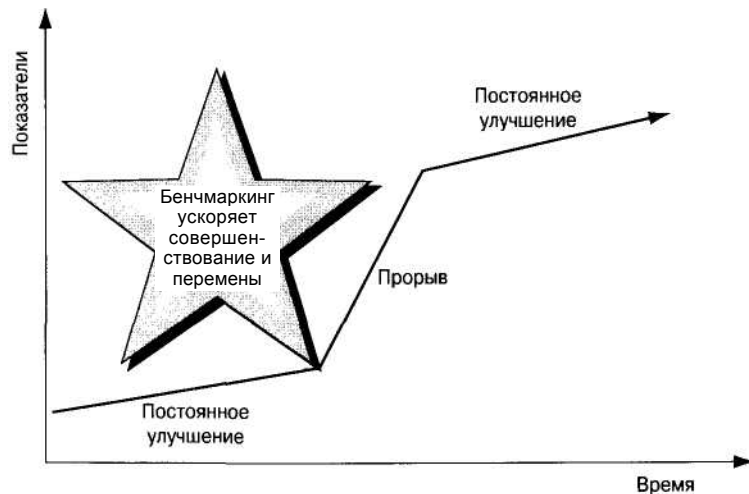 Показатели
Постоянное
улучшение
Бенчмаркинг
ускоряет
совершен-
ствование и
перемены
Прорыв
Постоянное
улучшение
Время